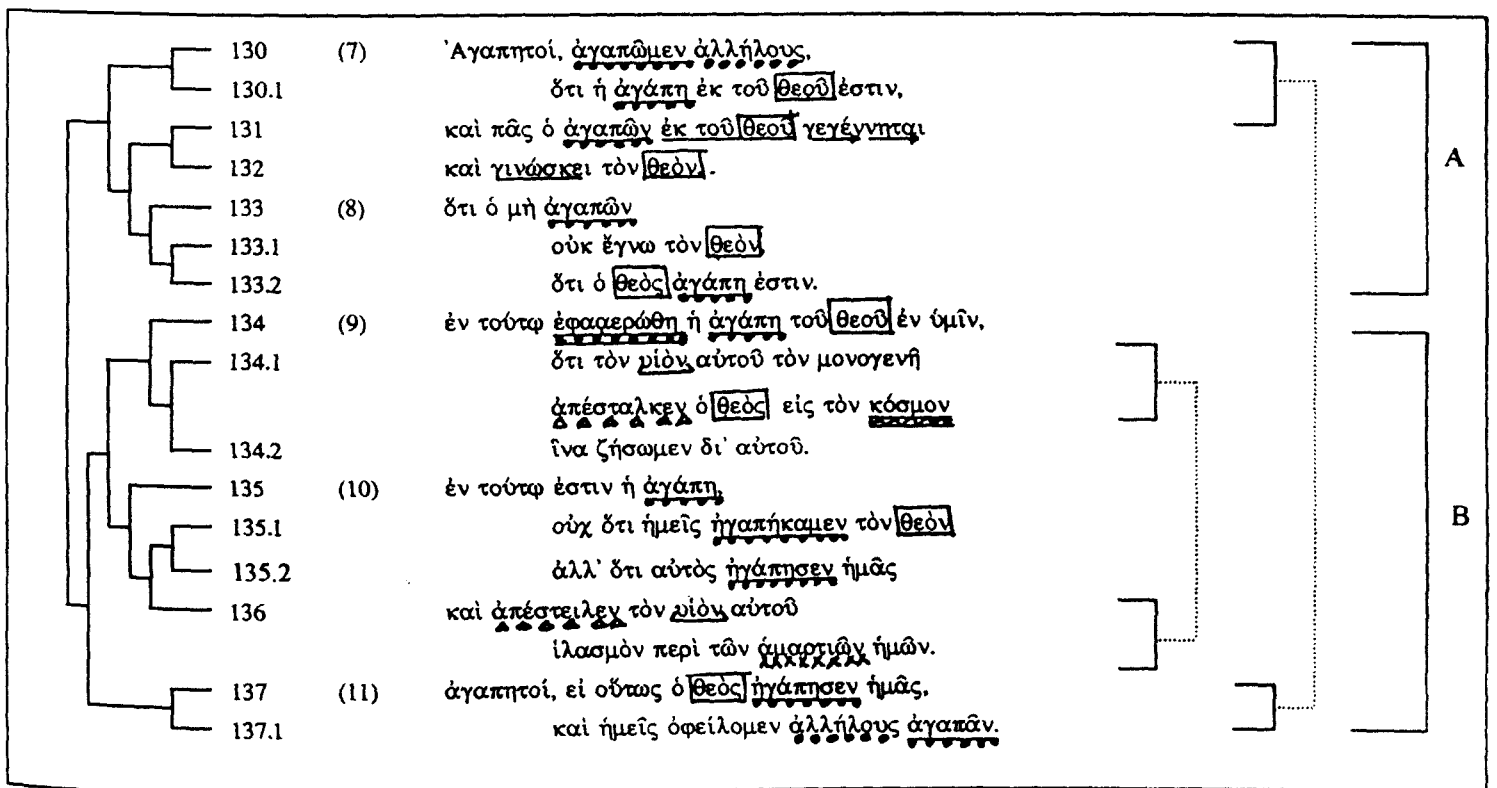 130 (7) Ἀγαπητοί, ἀγαπῶμεν ἀλλήλους,
130.1 ὅτι ἡ ἀγάπη ἐκ τοῦ θεοῦ ἐστιν,
131 καὶ πᾶς ὁ ἀγαπῶν ἐκ τοῦ θεοῦ γεγέννηται
132 καὶ γινώσκει τὸν θεόν.
133 (8) ὅτι ὁ μὴ ἀγαπῶν
133.1 οὐκ ἔγνω τὸν θεὸν
133.2 ὅτι ὁ θεὸς ἀγάπη ἐστιν.
A
134 (9) ἐν τούτῳ ἐφααερώθη ἡ ἀγάπη τοῦ θεοῦ ἐν ὑμῖν,
134.1 ὅτι τὸν υἱὸν αὐτοῦ τὸν μονογενῆ
ἀπέσταλκεν ὁ θεὸς εἰς τὸν κόσμον
134.2 ἵνα ζήσωμεν δι' αὐτοῦ.
135 (10) ἐν τούτῳ ἐστιν ἡ ἀγάπη,
135.1 οὐχ ὅτι ἡμεῖς ἠγαπήκαμεν τὸν θεὸν
B
135.2 ἀλλ' ὅτι αὐτὸς ἠγάπησεν ἡμᾶς
136 καὶ ἀπέστειλεν τὸν υἱὸν αὐτοῦ
ἱλασμὸν περὶ τῶν ἁμαρτιῶν ἡμῶν.
137 (11) ἀγαπητοί, εἰ οὕτως ὁ θεὸς ἠγάπησεν ἡμᾶς,
137.1 καὶ ἡμεῖς ὀφείλομεν ἀλλήλους ἀγαπᾶν.